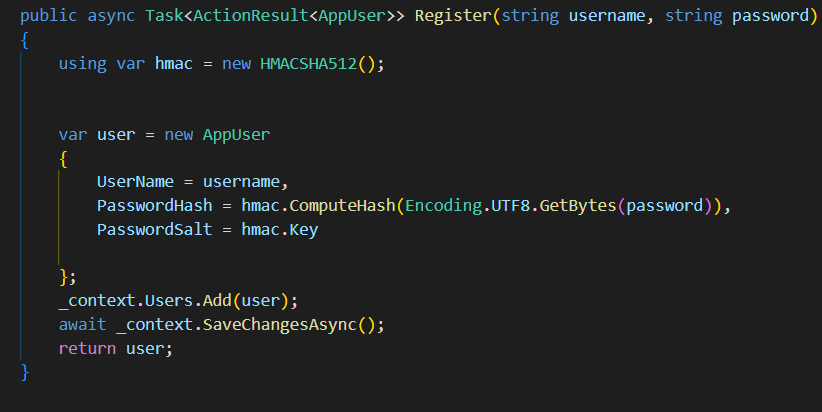 public async Task<ActionResult<AppUser>> Register(string username, string password)
{
using var hmac = new HMACSHA512();
var user = new AppUser
{
UserName = username,
PasswordHash = hmac.ComputeHash(Encoding.UTF8.GetBytes(password)),
PasswordSalt = hmac.Key
};
_context.Users.Add(user);
await _context.SaveChangesAsync();
return user;
}